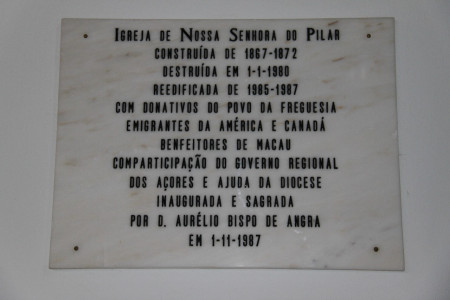 IGREJA DE NOSSA SENHORA DO PILAR
CONSTRUÍDA DE 1867-1872
DESTRUÍDA EM 1-1-1980
REEDIFICADA DE 1985-1987
COM DONATIVOS DO POVO DA FREGUESIA
EMIGRANTES DA AMÉRICA E CANADÁ
BENFEITORES DE MACAU
COMPARTICIPAÇÃO DO GOVERNO REGIONAL
DOS AÇORES E AJUDA DA DIOCESE
INAUGURADA E SAGRADA
POR D. AURÉLIO BISPO DE ANGRA
EM 1-11-1987